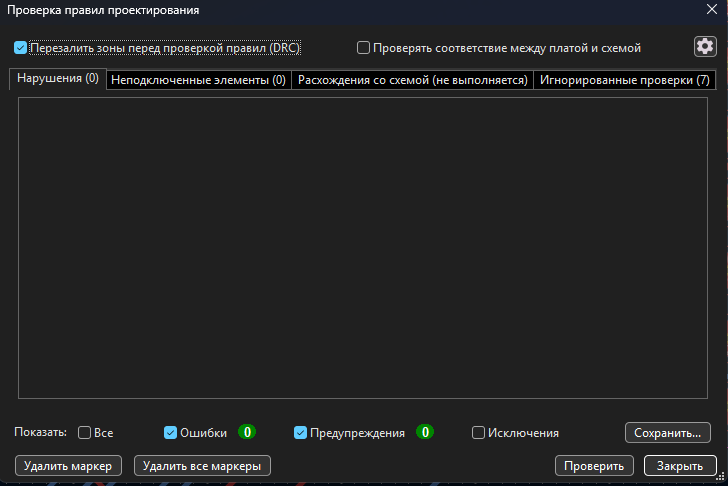 Проверка правил проектирования
Перезалить зоны перед проверкой правил (DRC) Проверять соответствие между платой и схемой
Нарушения (0) Неподключенные элементы (0) Расхождения со схемой (не выполняется) Игнорированные проверки (7)
Показать: Все Ошибки 0 Предупреждения 0 Исключения Сохранить...
Удалить маркер Удалить все маркеры Проверить Закрыть